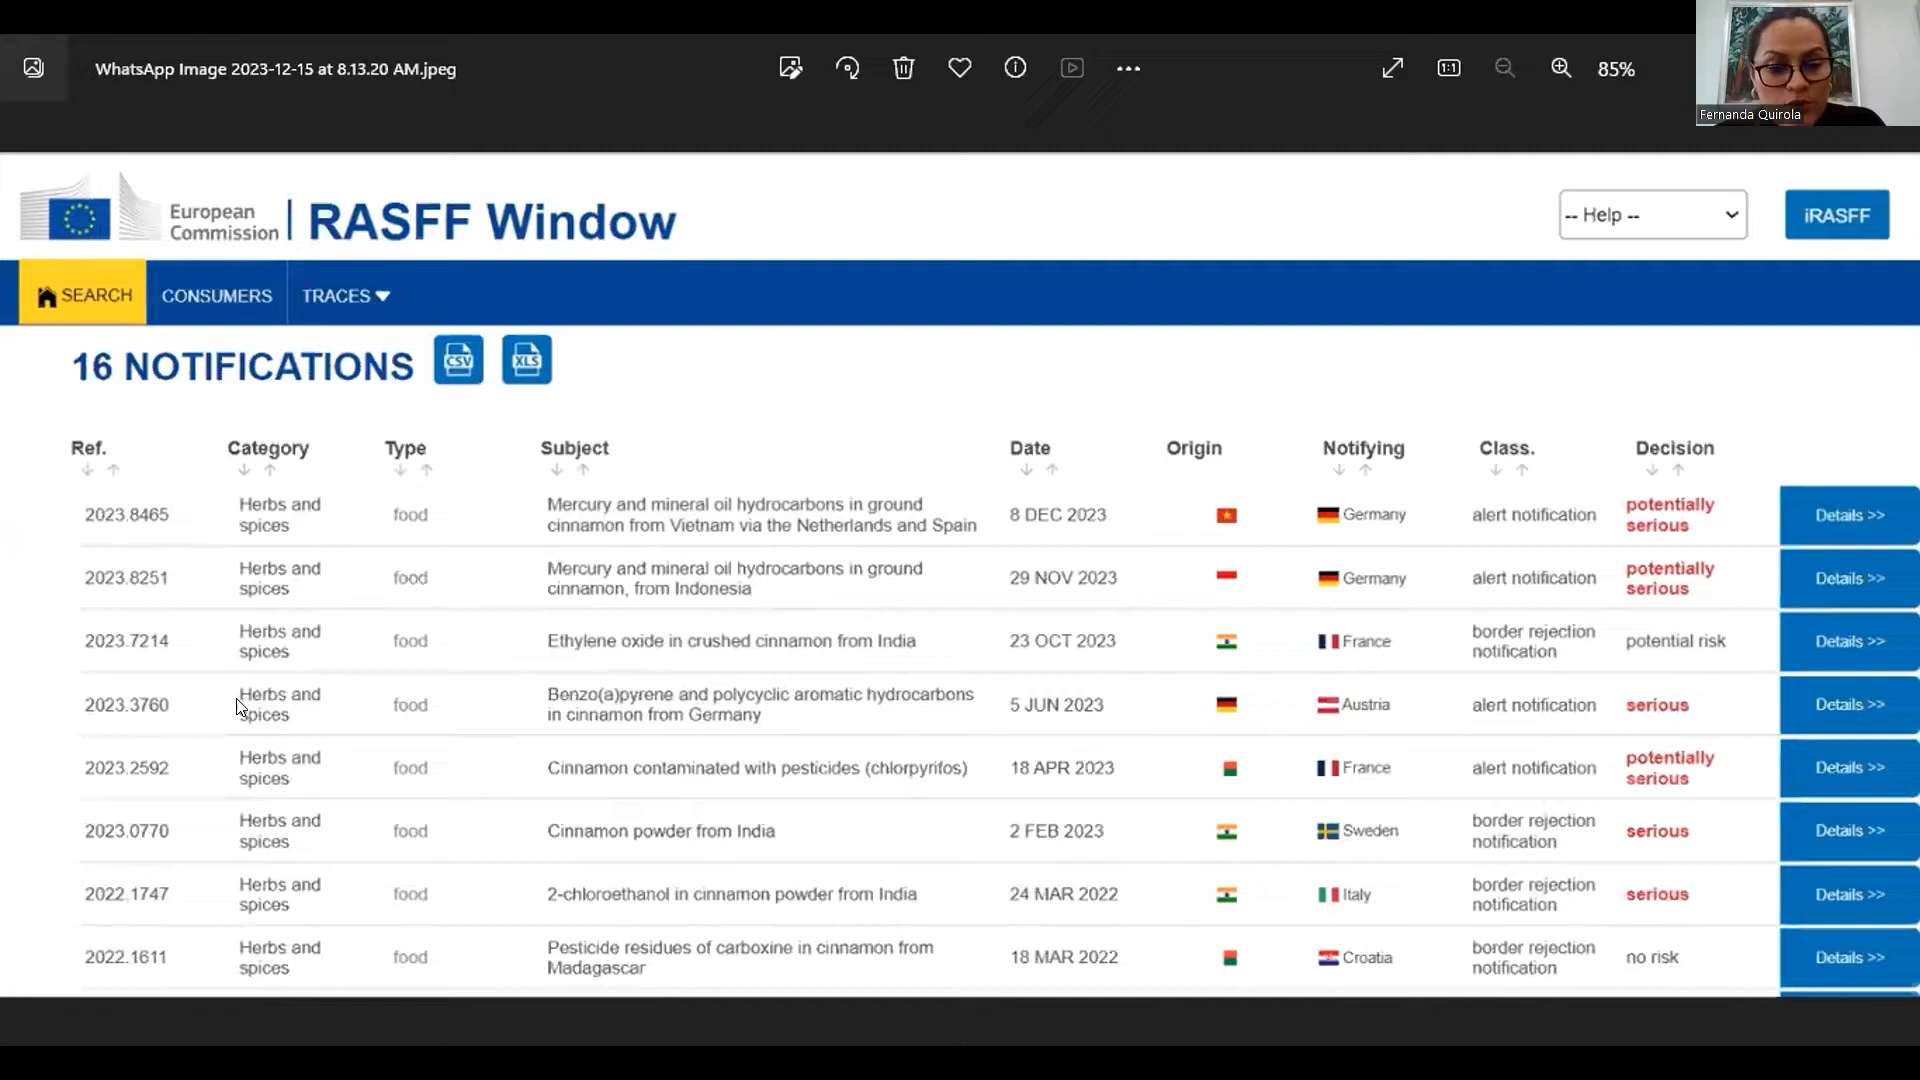 WhatsApp Image 2023-12-15 at 8.13.20 AM.jpeg
1:1
85%
Fernanda Quirola
European
Commission
RASFF Window
-- Help --
iRASFF
SEARCH
CONSUMERS
TRACES
16 NOTIFICATIONS
CSV
XLS
Ref. Category Type Subject Date Origin Notifying Class. Decision
2023.8465 Herbs and spices food Mercury and mineral oil hydrocarbons in ground cinnamon from Vietnam via the Netherlands and Spain 8 DEC 2023 Germany alert notification potentially serious Details >>
2023.8251 Herbs and spices food Mercury and mineral oil hydrocarbons in ground cinnamon, from Indonesia 29 NOV 2023 Germany alert notification potentially serious Details >>
2023.7214 Herbs and spices food Ethylene oxide in crushed cinnamon from India 23 OCT 2023 France border rejection notification potential risk Details >>
2023.3760 Herbs and spices food Benzo(a)pyrene and polycyclic aromatic hydrocarbons in cinnamon from Germany 5 JUN 2023 Austria alert notification serious Details >>
2023.2592 Herbs and spices food Cinnamon contaminated with pesticides (chlorpyrifos) 18 APR 2023 France alert notification potentially serious Details >>
2023.0770 Herbs and spices food Cinnamon powder from India 2 FEB 2023 Sweden border rejection notification serious Details >>
2022.1747 Herbs and spices food 2-chloroethanol in cinnamon powder from India 24 MAR 2022 Italy border rejection notification serious Details >>
2022.1611 Herbs and spices food Pesticide residues of carboxine in cinnamon from Madagascar 18 MAR 2022 Croatia border rejection notification no risk Details >>